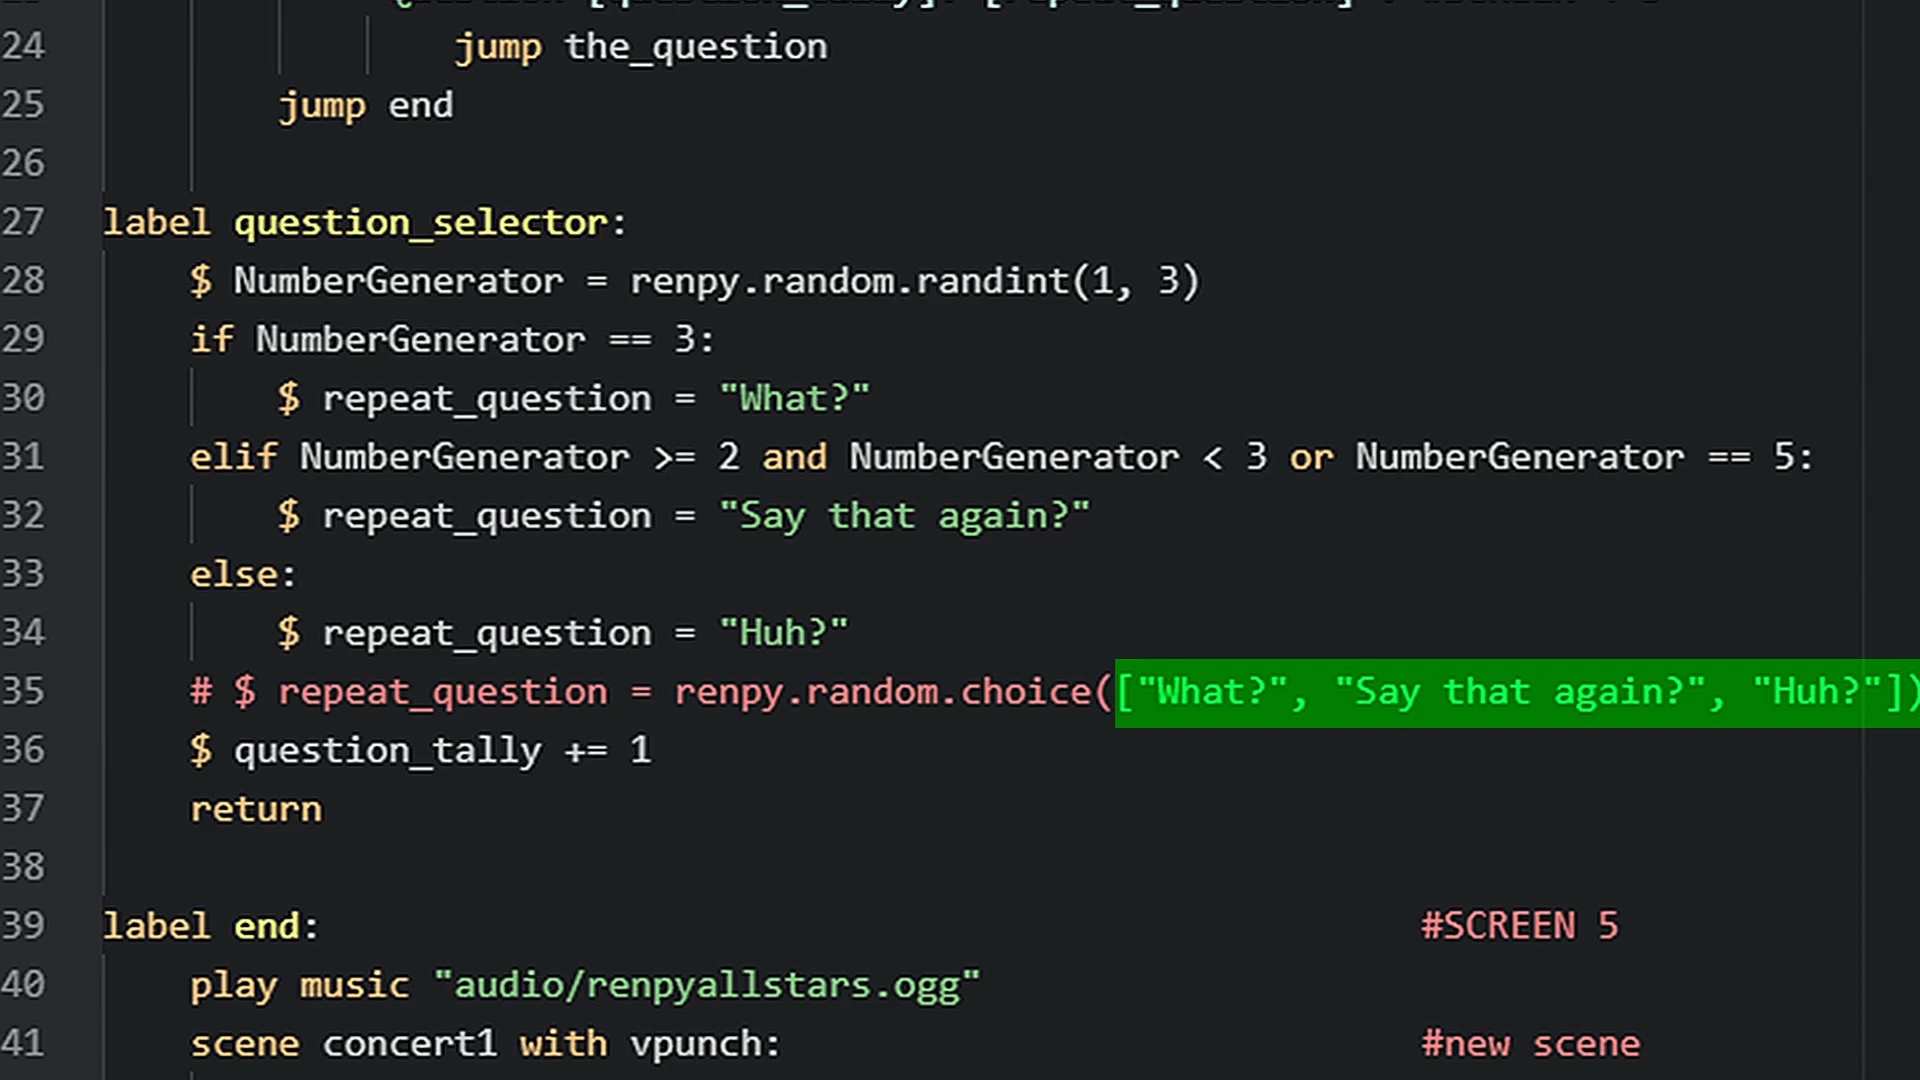 24 jump the_question
25 jump end
26
27 label question_selector:
28 $ NumberGenerator = renpy.random.randint(1, 3)
29 if NumberGenerator == 3:
30 $ repeat_question = "What?"
31 elif NumberGenerator >= 2 and NumberGenerator < 3 or NumberGenerator == 5:
32 $ repeat_question = "Say that again?"
33 else:
34 $ repeat_question = "Huh?"
35 # $ repeat_question = renpy.random.choice(["What?", "Say that again?", "Huh?"])
36 $ question_tally += 1
37 return
38
39 label end: #SCREEN 5
40 play music "audio/renpyallstars.ogg"
41 scene concert1 with vpunch: #new scene